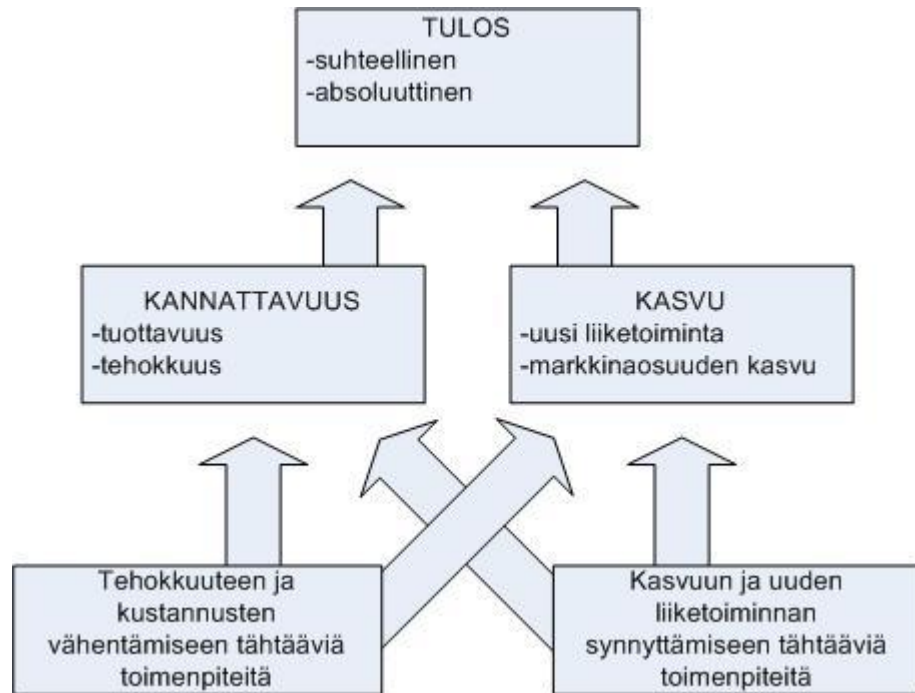 TULOS
-suhteellinen
-absoluuttinen
KANNATTAVUUS
-tuottavuus
-tehokkuus
KASVU
-uusi liiketoiminta
-markkinaosuuden kasvu
Tehokkuuteen ja
kustannusten
vähentämiseen tähtääviä
toimenpiteitä
Kasvuun ja uuden
liiketoiminnan
synnyttämiseen tähtääviä
toimenpiteitä